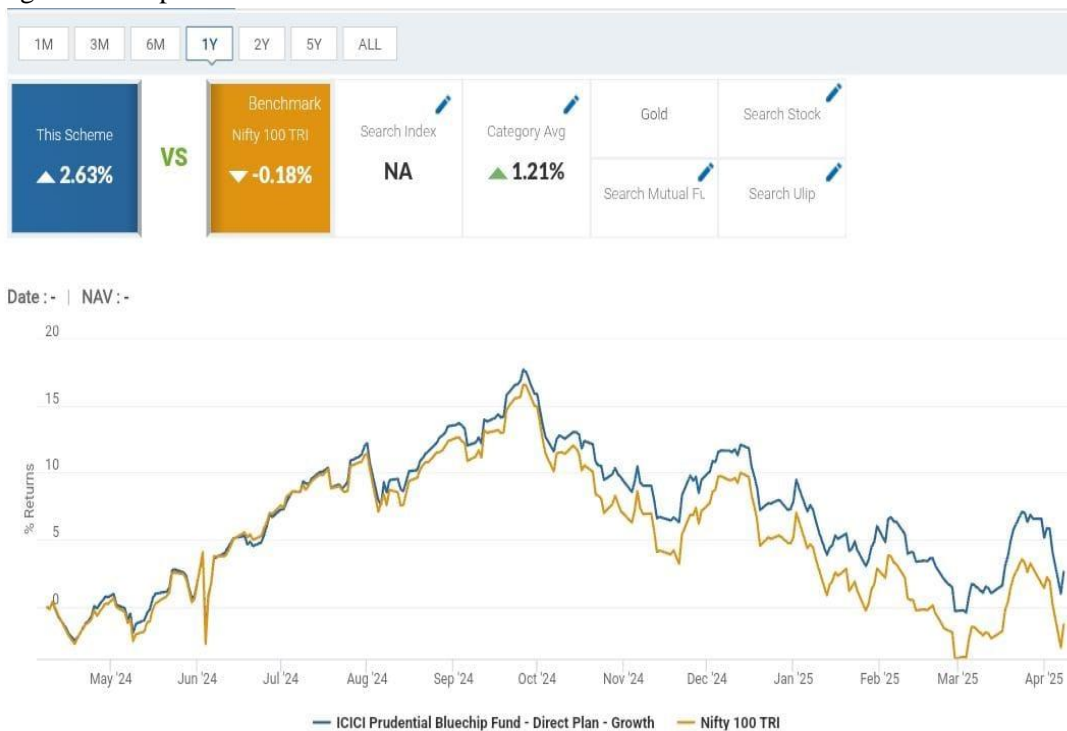 1M 3M 6M 1Y 2Y 5Y ALL
This Scheme
2.63%
VS
Benchmark
Nifty 100 TRI
-0.18%
Search Index
NA
Category Avg
1.21%
Gold
Search Stock
Search Mutual Fu
Search Ulip
Date : - | NAV : -
% Returns
20
15
10
5
0
May '24 Jun '24 Jul '24 Aug '24 Sep '24 Oct '24 Nov '24 Dec '24 Jan '25 Feb '25 Mar '25 Apr '25
ICICI Prudential Bluechip Fund - Direct Plan - Growth Nifty 100 TRI